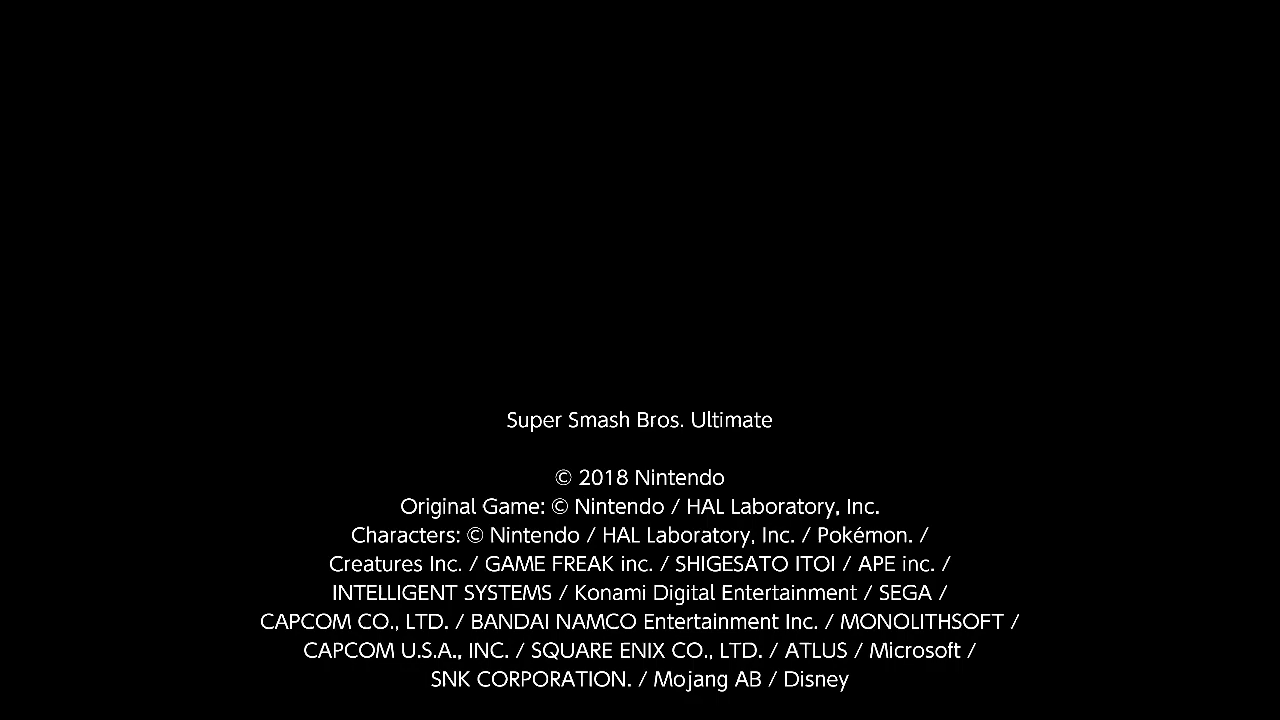 Super Smash Bros. Ultimate
© 2018 Nintendo
Original Game: © Nintendo / HAL Laboratory, Inc.
Characters: © Nintendo / HAL Laboratory, Inc. / Pokémon. /
Creatures Inc. / GAME FREAK inc. / SHIGESATO ITOI / APE inc. /
INTELLIGENT SYSTEMS / Konami Digital Entertainment / SEGA /
CAPCOM CO., LTD. / BANDAI NAMCO Entertainment Inc. / MONOLITHSOFT /
CAPCOM U.S.A., INC. / SQUARE ENIX CO., LTD. / ATLUS / Microsoft /
SNK CORPORATION. / Mojang AB / Disney